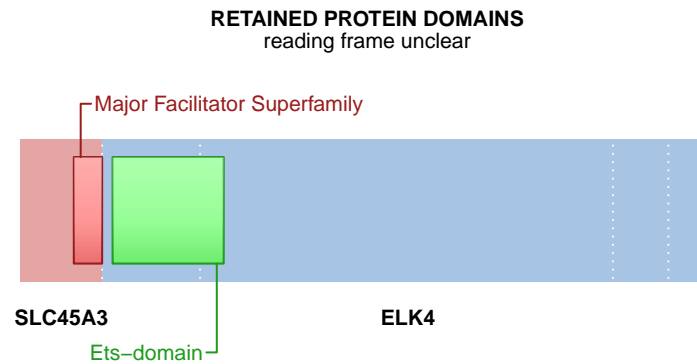 RETAINED PROTEIN DOMAINS
reading frame unclear
Major Facilitator Superfamily
SLC45A3
ELK4
Ets−domain